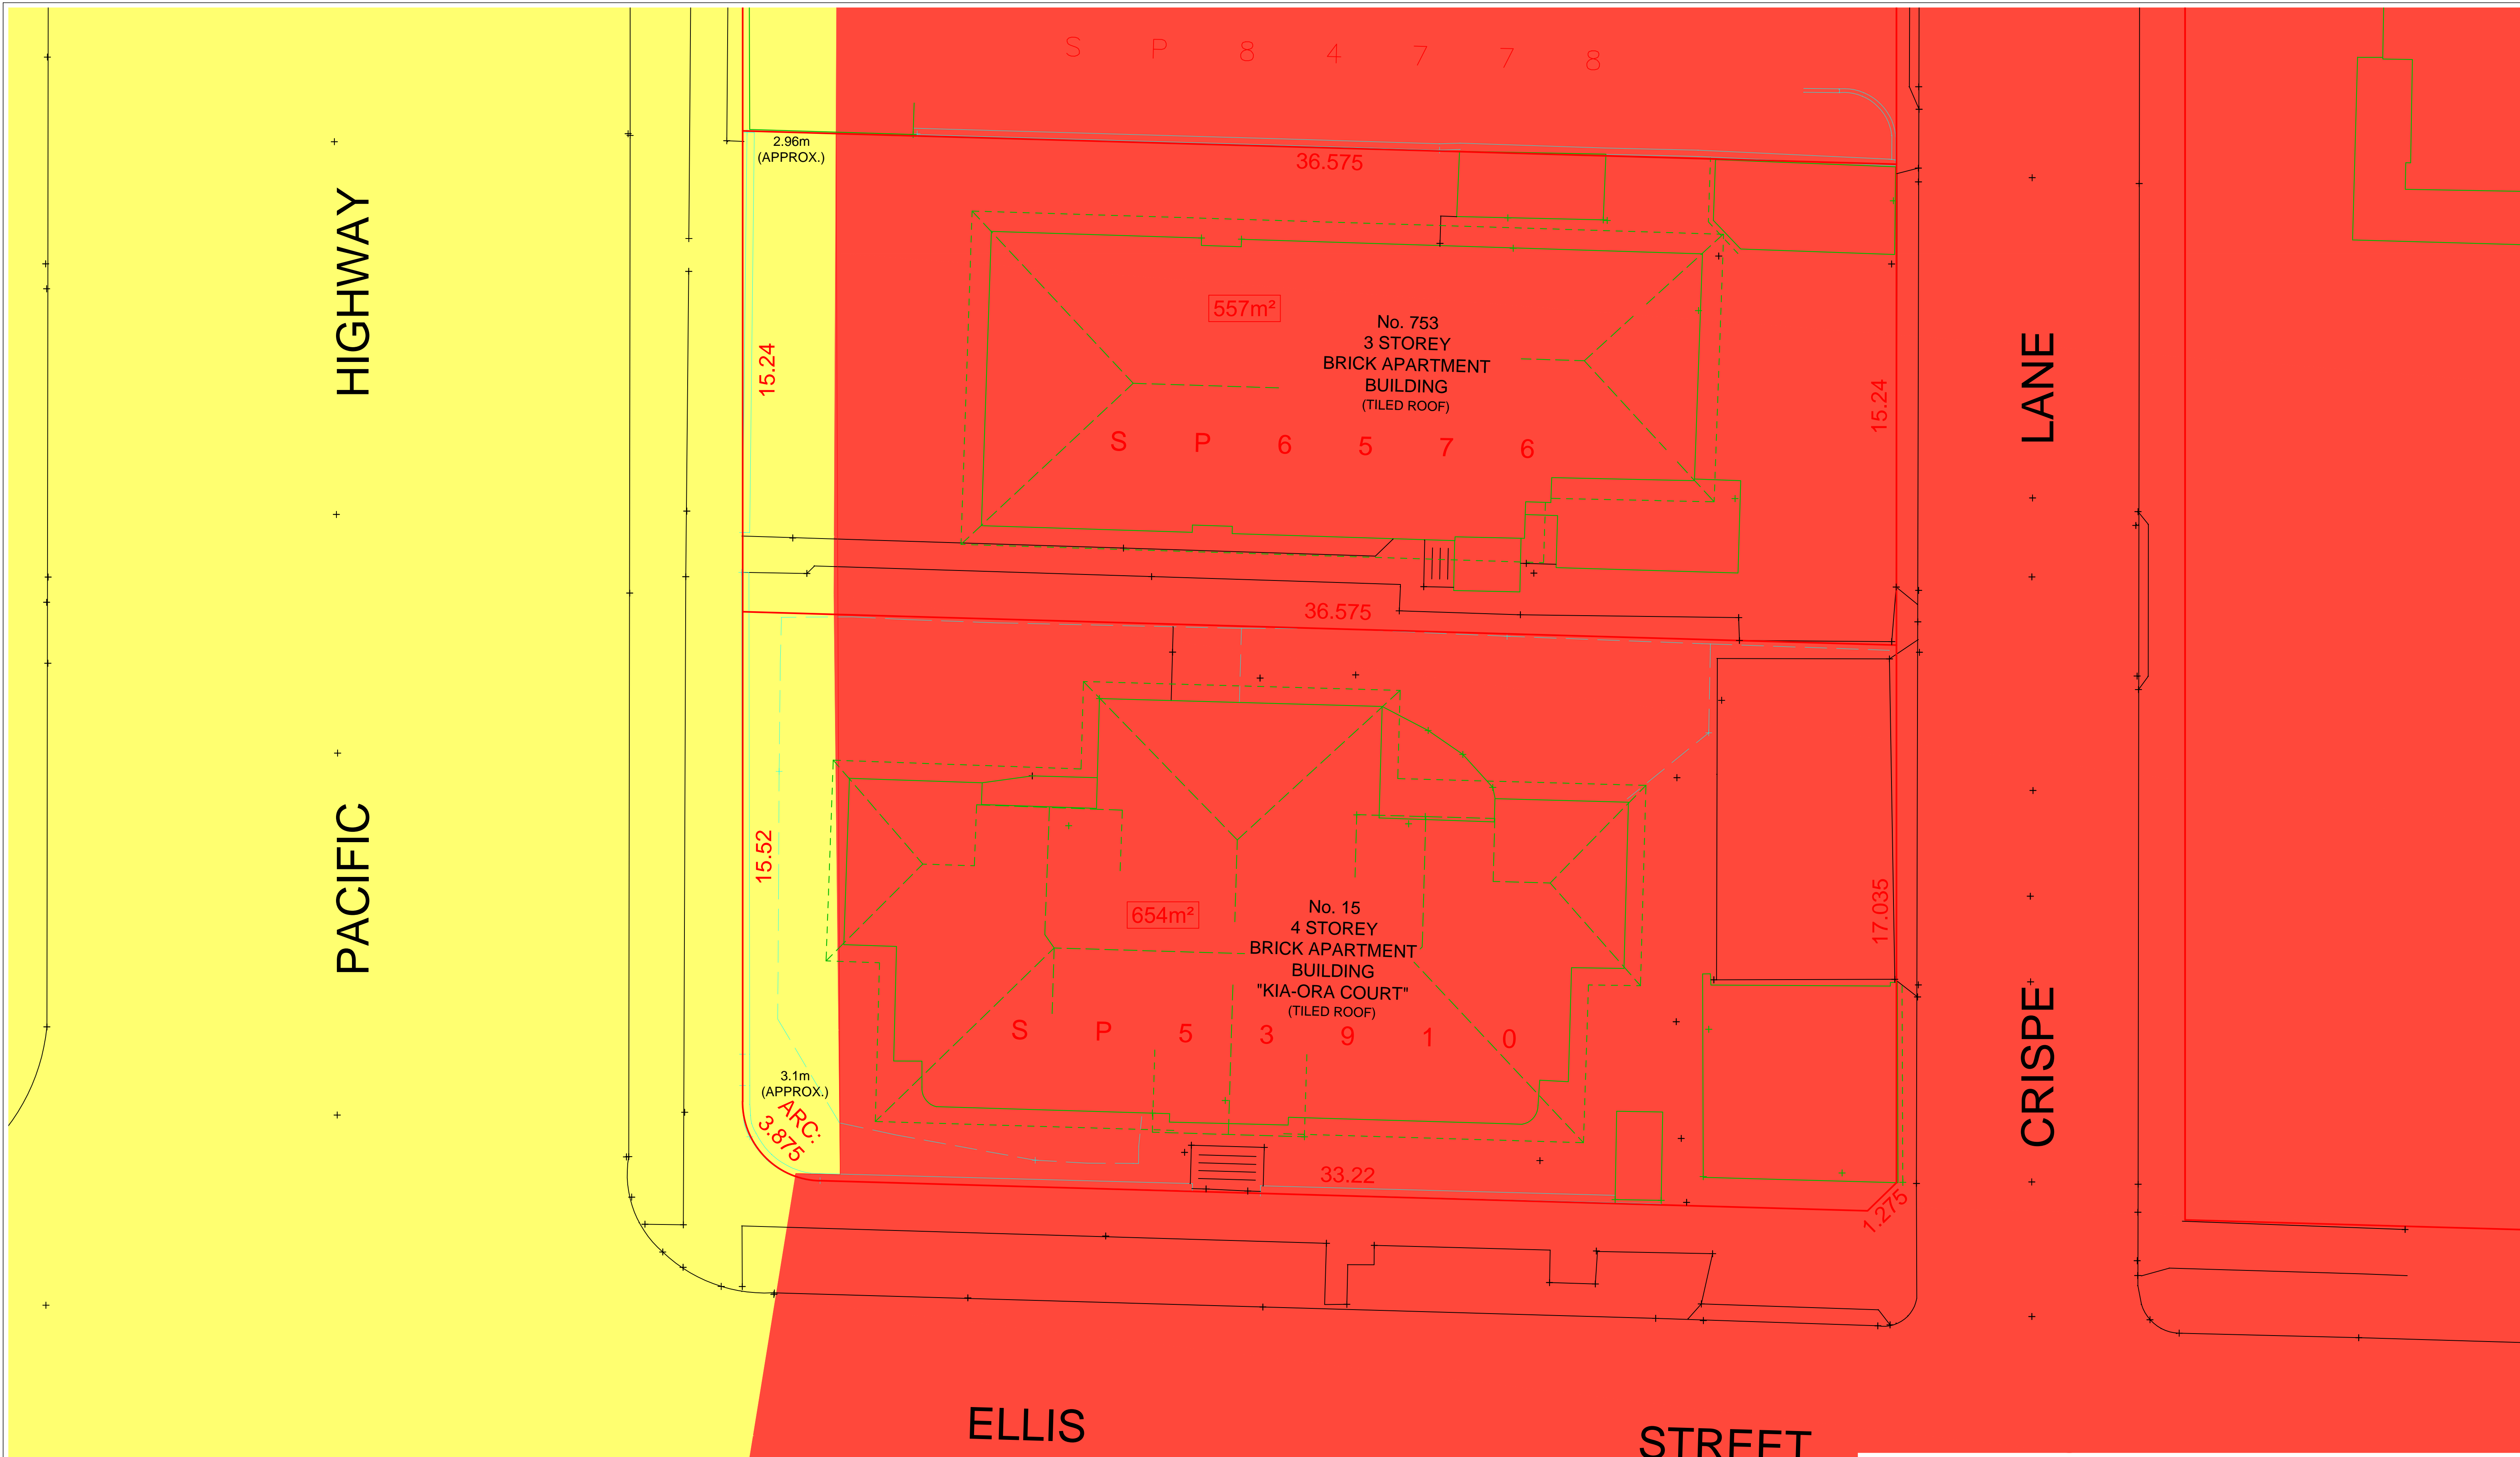 S P 8 4 7 7 8
2.96m
(APPROX.)
36.575
HIGHWAY
557m²
No. 753
3 STOREY
BRICK APARTMENT
BUILDING
(TILED ROOF)
15.24
15.24
LANE
S P 6 5 7 6
36.575
PACIFIC
15.52
654m²
No. 15
4 STOREY
BRICK APARTMENT
BUILDING
"KIA-ORA COURT"
(TILED ROOF)
17.035
S P 5 3 9 1 0
CRISPE
3.1m
(APPROX.)
ARC:
3.875
33.22
1.275
ELLIS
STREET